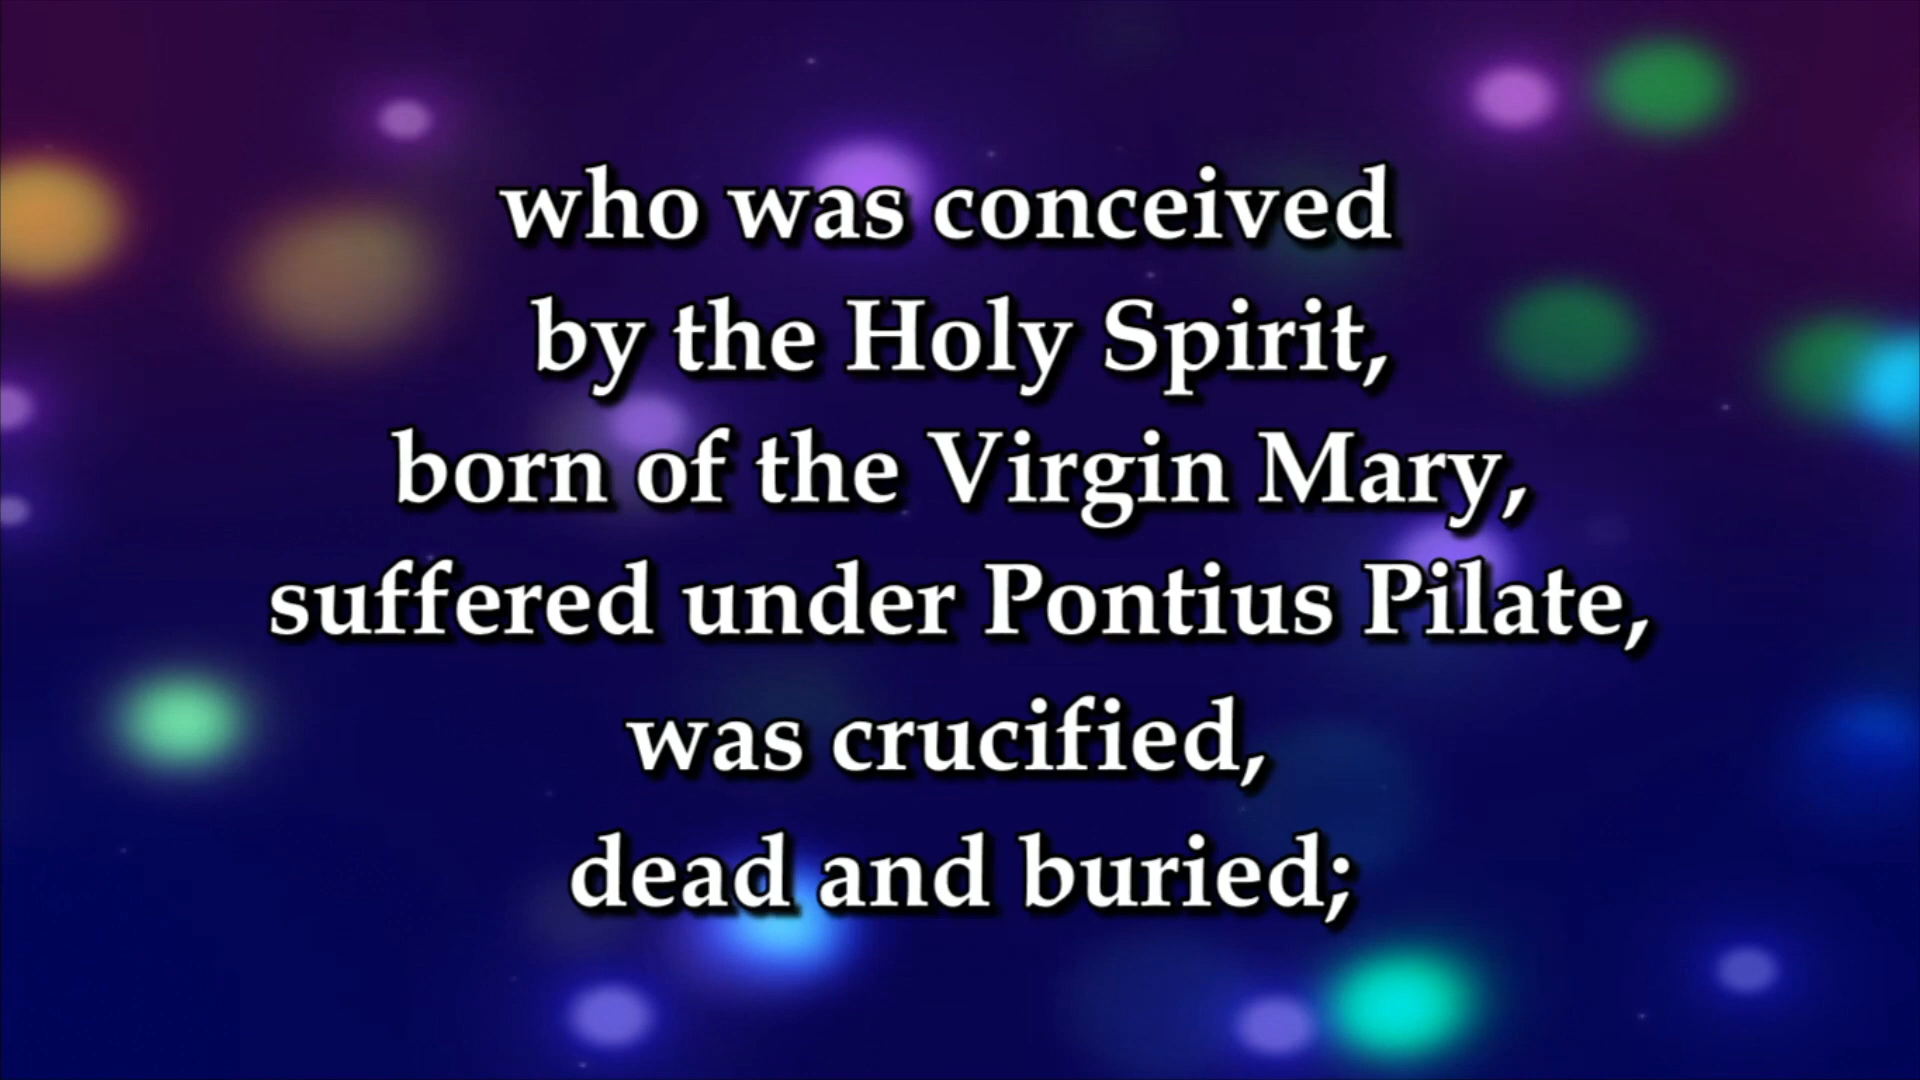 who was conceived
by the Holy Spirit,
born of the Virgin Mary,
suffered under Pontius Pilate,
was crucified,
dead and buried;